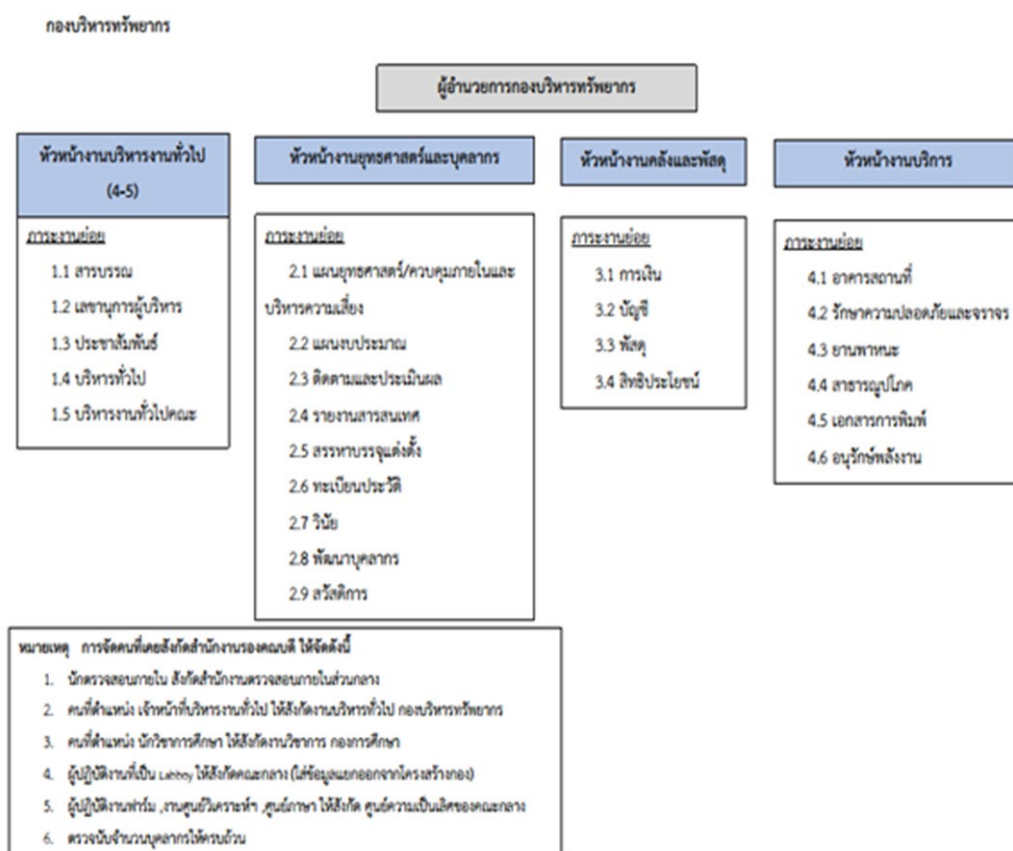 กองบริหารทรัพยากร
ผู้อำนวยการกองบริหารทรัพยากร
หัวหน้างานบริหารงานทั่วไป
(4-5)
ภาระงานย่อย
1.1 สารบรรณ
1.2 เลขานุการผู้บริหาร
1.3 ประชาสัมพันธ์
1.4 บริหารทั่วไป
1.5 บริหารงานทั่วไปคณะ
หัวหน้างานยุทธศาสตร์และบุคลากร
ภาระงานย่อย
2.1 แผนยุทธศาสตร์/ควบคุมภายในและ
บริหารความเสี่ยง
2.2 แผนงบประมาณ
2.3 ติดตามและประเมินผล
2.4 รายงานสารสนเทศ
2.5 สรรหาบรรจุแต่งตั้ง
2.6 ทะเบียนประวัติ
2.7 วินัย
2.8 พัฒนาบุคลากร
2.9 สวัสดิการ
หัวหน้างานคลังและพัสดุ
ภาระงานย่อย
3.1 การเงิน
3.2 บัญชี
3.3 พัสดุ
3.4 สิทธิประโยชน์
หัวหน้างานบริการ
ภาระงานย่อย
4.1 อาคารสถานที่
4.2 รักษาความปลอดภัยและจราจร
4.3 ยานพาหนะ
4.4 สาธารณูปโภค
4.5 เอกสารการพิมพ์
4.6 อนุรักษ์พลังงาน
หมายเหตุ การจัดคนที่เคยสังกัดสำนักงานรองคณบดี ให้จัดดังนี้
1. นักตรวจสอบภายใน สังกัดสำนักงานตรวจสอบภายในส่วนกลาง
2. คนที่ตำแหน่ง เจ้าหน้าที่บริหารงานทั่วไป ให้สังกัดงานบริหารทั่วไป กองบริหารทรัพยากร
3. คนที่ตำแหน่ง นักวิชาการศึกษา ให้สังกัดงานวิชาการ กองการศึกษา
4. ผู้ปฏิบัติงานที่เป็น Labboy ให้สังกัดคณะกลาง (ใส่ข้อมูลแยกออกจากโครงสร้างกอง)
5. ผู้ปฏิบัติงานฟาร์ม ,งานศูนย์วิเคราะห์ฯ ,ศูนย์ภาษา ให้สังกัด ศูนย์ความเป็นเลิศของคณะกลาง
6. ตรวจนับจำนวนบุคลากรให้ครบถ้วน